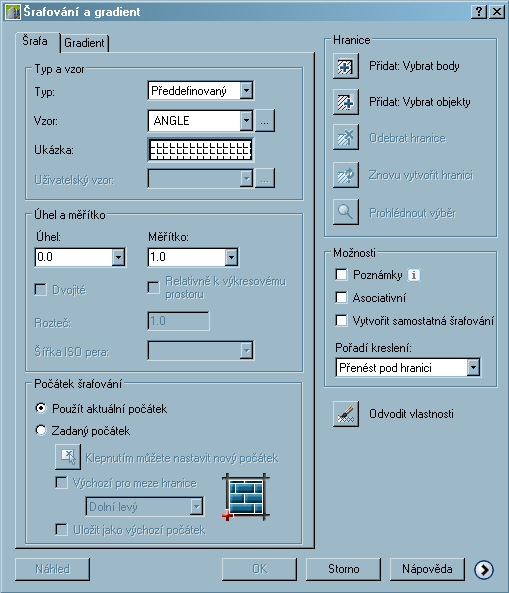 Šrafování a gradient
Šrafa
Gradient
Typ a vzor
Typ:
Předdefinovaný
Vzor:
ANGLE
...
Ukázka:
Uživatelský vzor:
...
Úhel a měřítko
Úhel:
Měřítko:
0.0
1.0
Dvojité
Relativně k výkresovému
prostoru
Rozteč:
1.0
Šířka ISO pera:
Počátek šrafování
Použít aktuální počátek
Zadaný počátek
Klepnutím můžete nastavit nový počátek
Výchozí pro meze hranice
Dolní levý
Uložit jako výchozí počátek
Hranice
Přidat: Vybrat body
Přidat: Vybrat objekty
Odebrat hranice
Znovu vytvořit hranici
Prohlédnout výběr
Možnosti
Poznámky
Asociativní
Vytvořit samostatná šrafování
Pořadí kreslení:
Přenést pod hranici
Odvodit vlastnosti
Náhled
OK
Storno
Nápověda